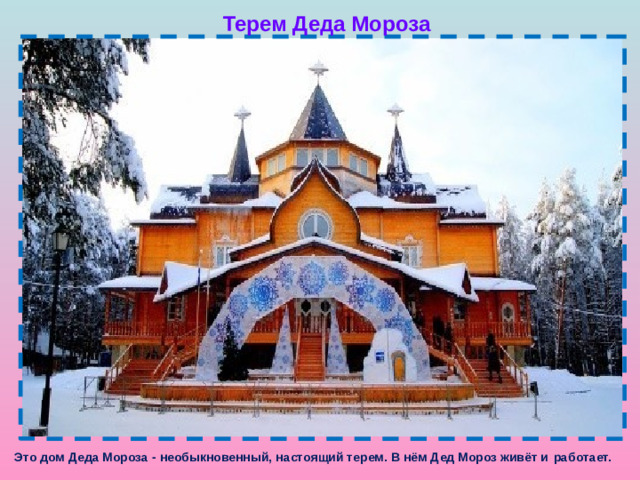 Терем Деда Мороза
Это дом Деда Мороза - необыкновенный, настоящий терем. В нём Дед Мороз живёт и работает.